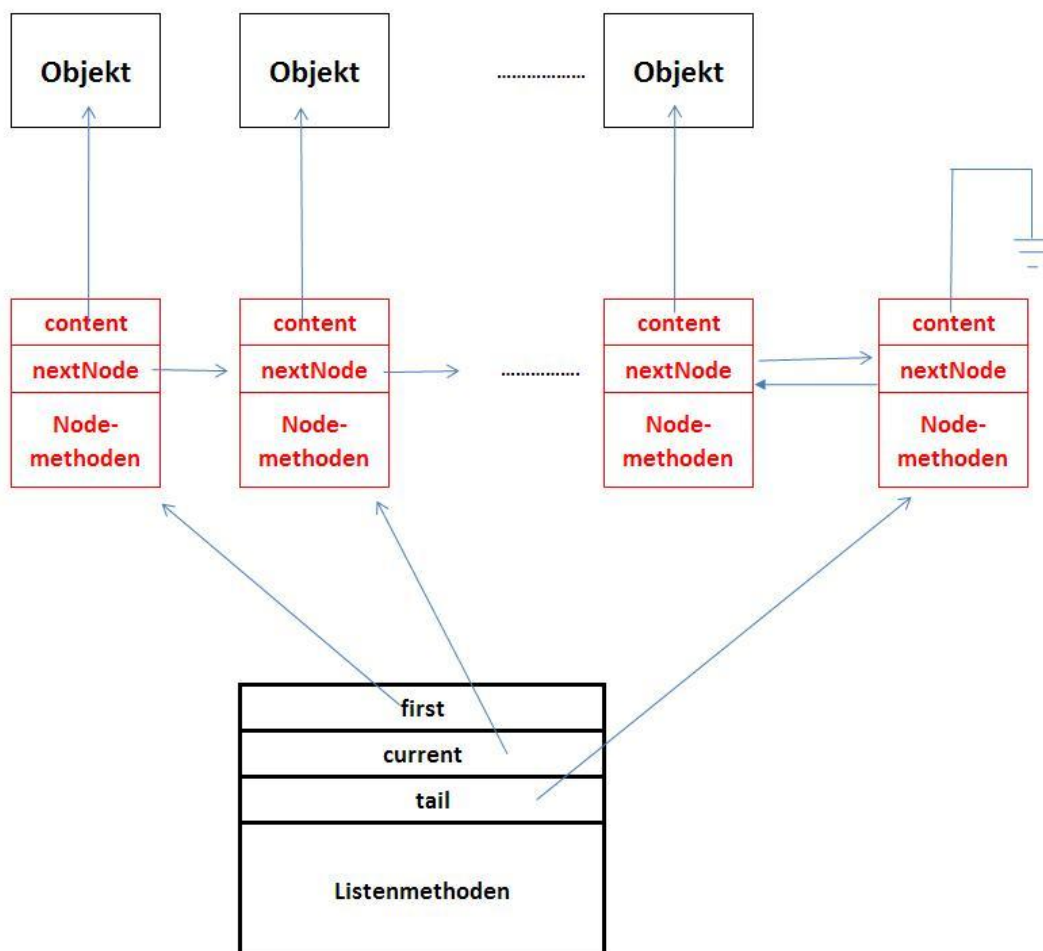 Objekt Objekt ................. Objekt
content content content content
nextNode nextNode ............... nextNode nextNode
Node- Node- Node- Node-
methoden methoden methoden methoden
first
current
tail
Listenmethoden